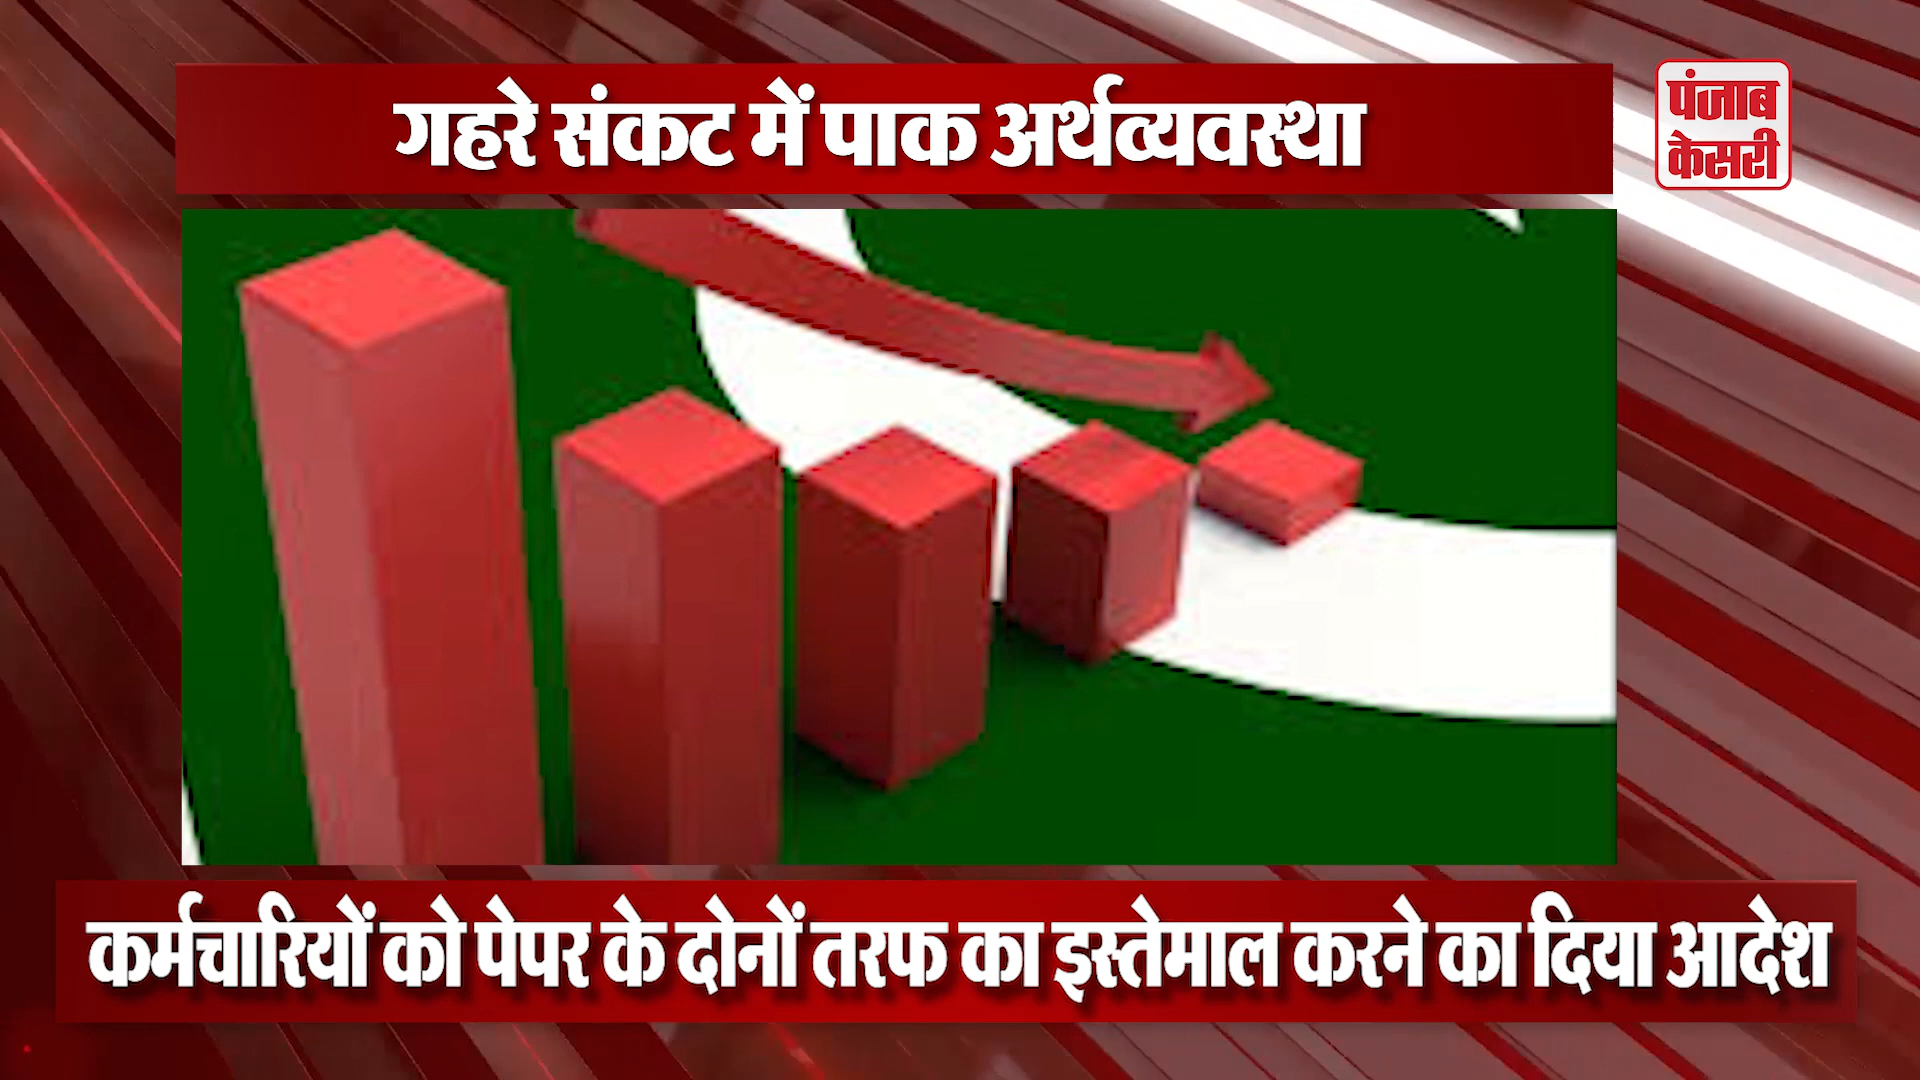 गहरे संकट में पाक अर्थव्यवस्था
पंजाब
केसरी
कर्मचारियों को पेपर के दोनों तरफ का इस्तेमाल करने का दिया आदेश